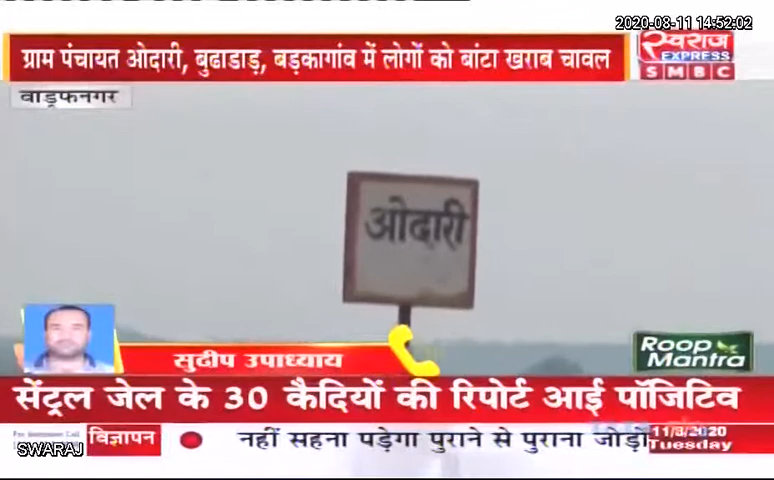 2020-08-11 14:52:02
ग्राम पंचायत ओदारी, बुढाडाड़, बड़कागांव में लोगों को बांटा खराब चावल
स्वराज
EXPRESS
SMBC
वाड्रफनगर
ओदारी
सुदीप उपाध्याय
Roop
Mantra
सेंट्रल जेल के 30 कैदियों की रिपोर्ट आई पॉजिटिव
विज्ञापन
नहीं सहना पड़ेगा पुराने से पुराना जोड़ों
11/8/2020
Tuesday
SWARAJ